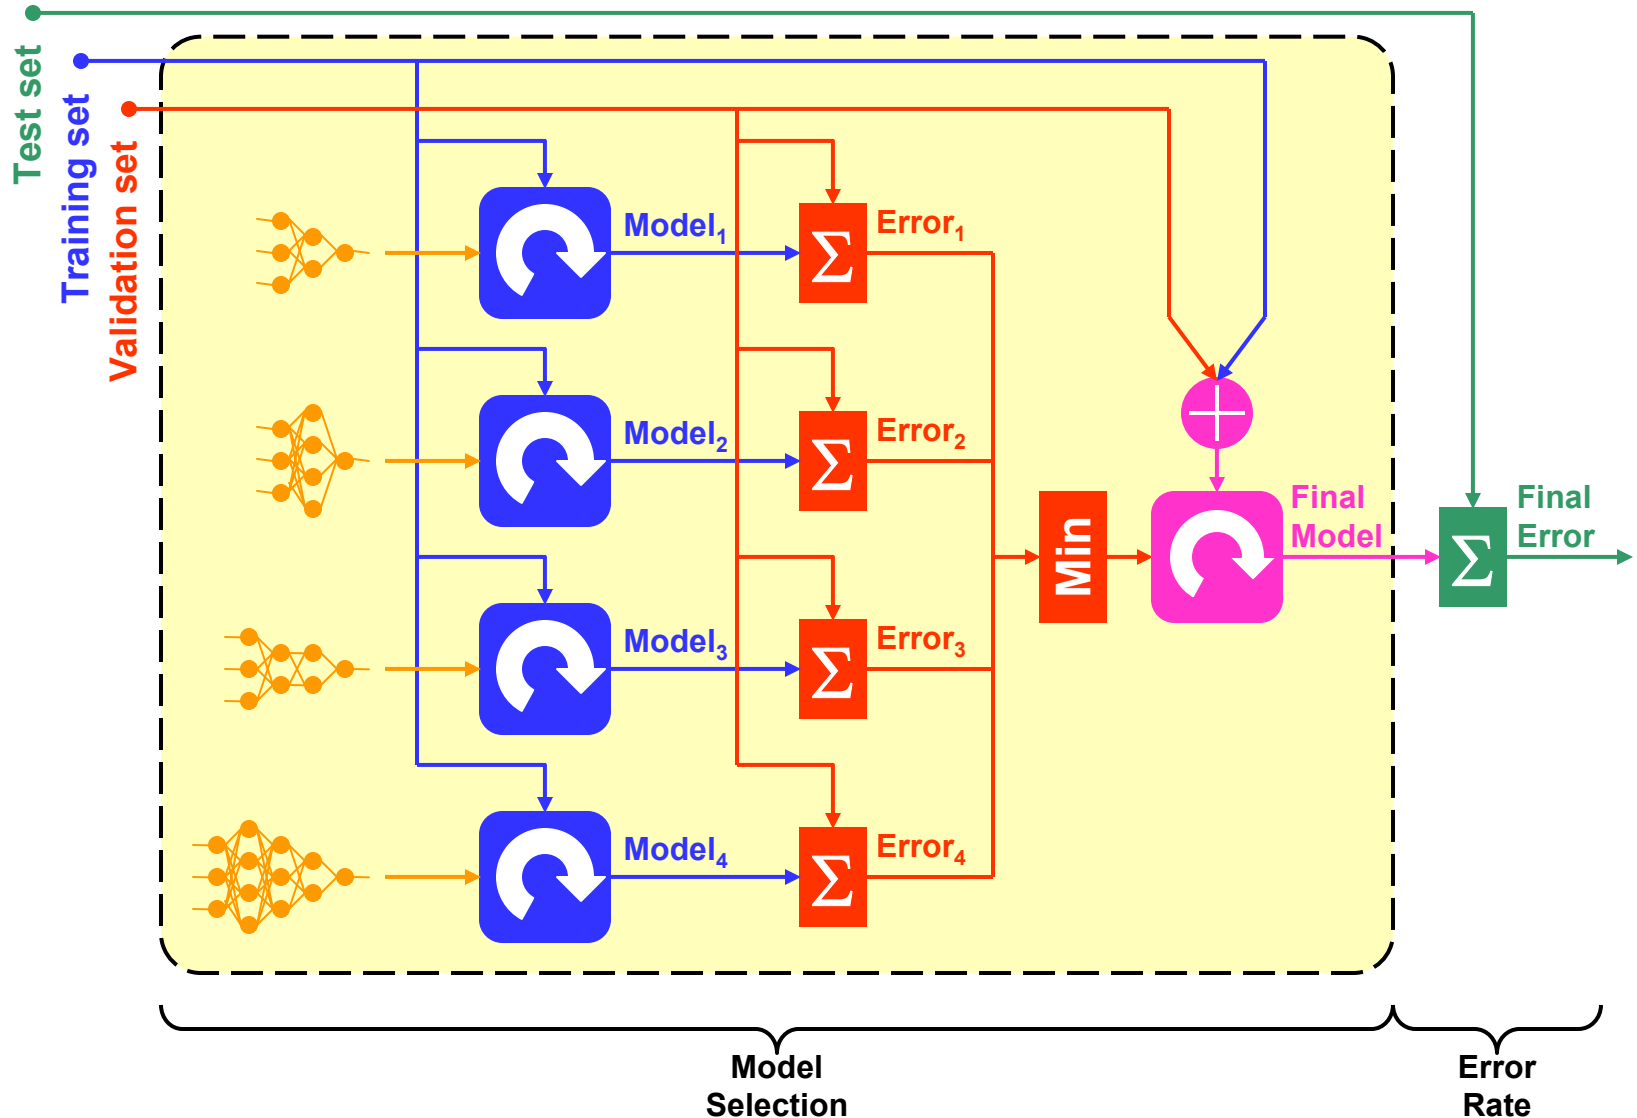 Test set
Training set
Validation set
Model1
Σ
Error1
Model2
Σ
Error2
Min
Final
Model
Σ
Final
Error
Model3
Σ
Error3
Model4
Σ
Error4
Model
Selection
Error
Rate